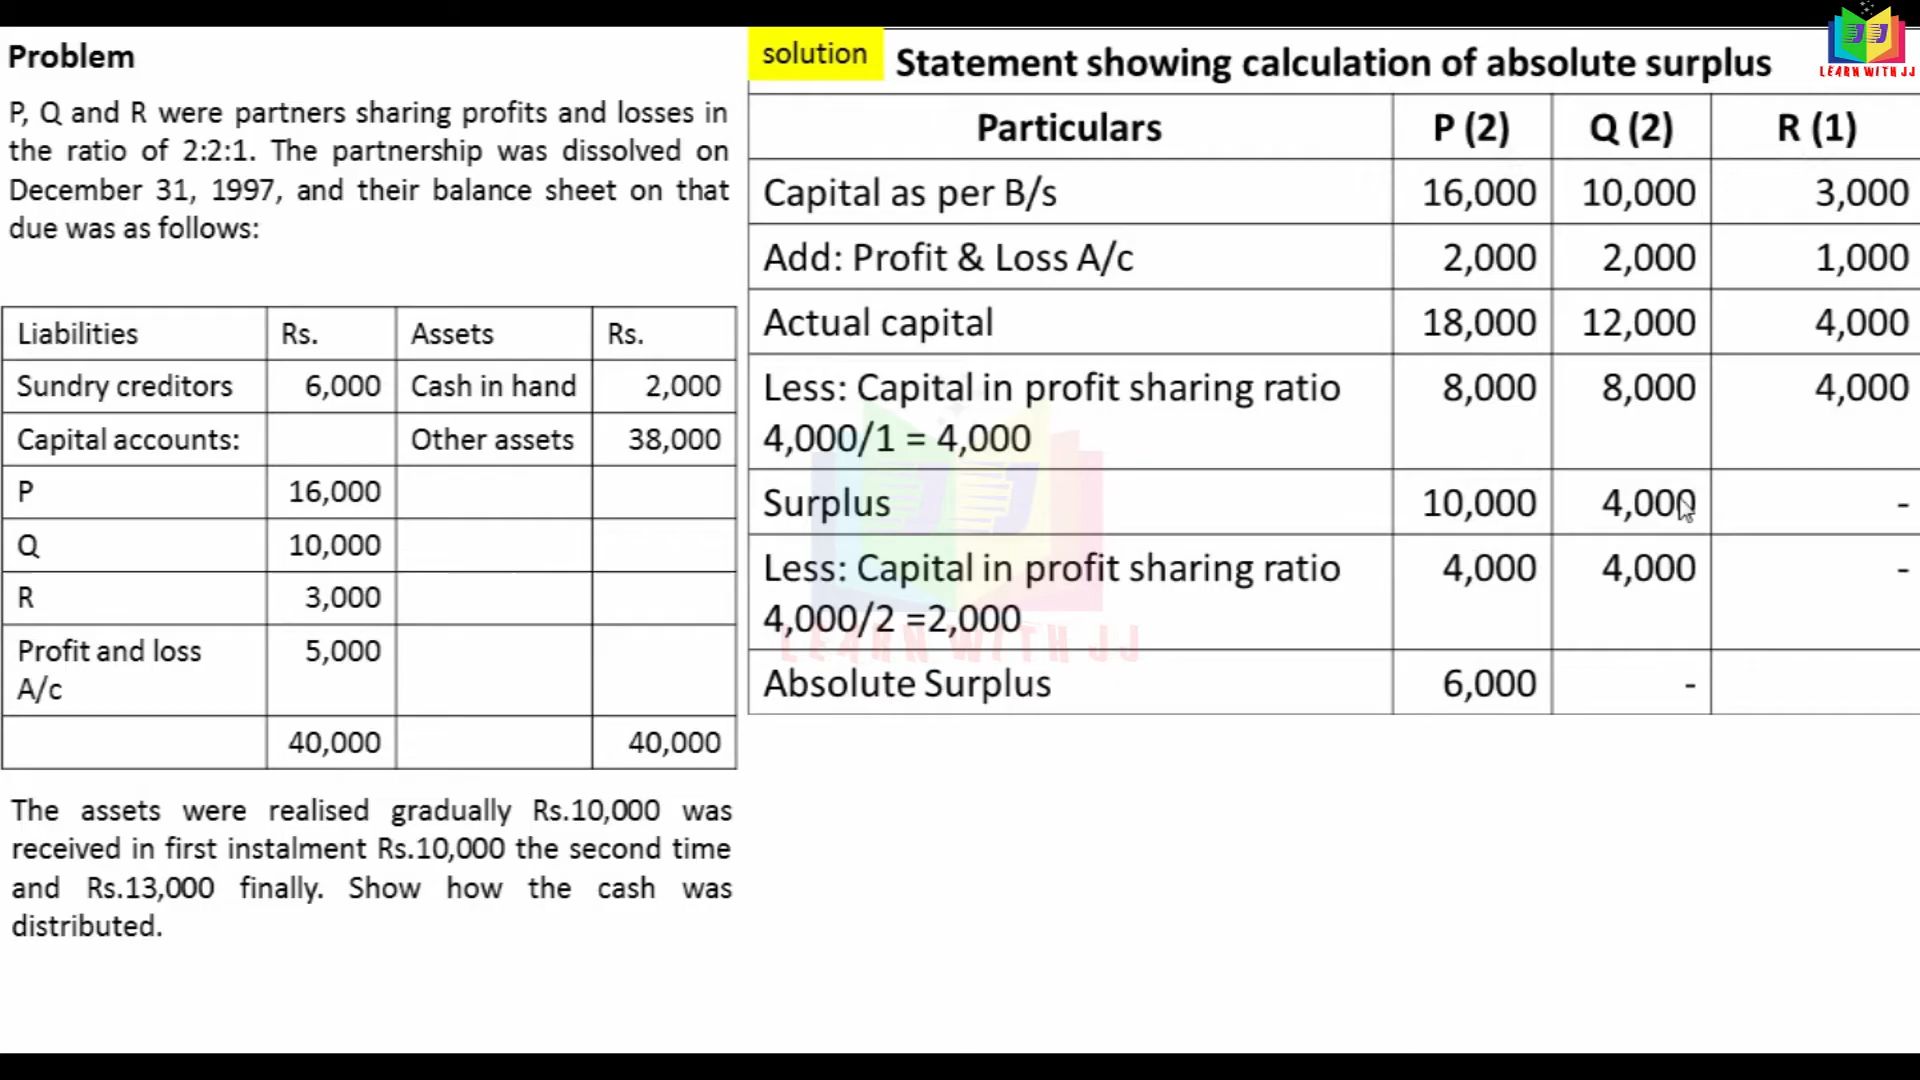 Problem
P, Q and R were partners sharing profits and losses in
the ratio of 2:2:1. The partnership was dissolved on
December 31, 1997, and their balance sheet on that
due was as follows:
Liabilities Rs. Assets Rs.
Sundry creditors 6,000 Cash in hand 2,000
Capital accounts: Other assets 38,000
P 16,000
Q 10,000
R 3,000
Profit and loss 5,000
A/c
40,000 40,000
The assets were realised gradually Rs.10,000 was
received in first instalment Rs.10,000 the second time
and Rs.13,000 finally. Show how the cash was
distributed.
solution
Statement showing calculation of absolute surplus
Particulars P (2) Q (2) R (1)
Capital as per B/s 16,000 10,000 3,000
Add: Profit & Loss A/c 2,000 2,000 1,000
Actual capital 18,000 12,000 4,000
Less: Capital in profit sharing ratio 8,000 8,000 4,000
4,000/1 = 4,000
Surplus 10,000 4,000 -
Less: Capital in profit sharing ratio 4,000 4,000 -
4,000/2 =2,000
Absolute Surplus 6,000 -
LEARN WITH JJ
LEARN WITH JJ